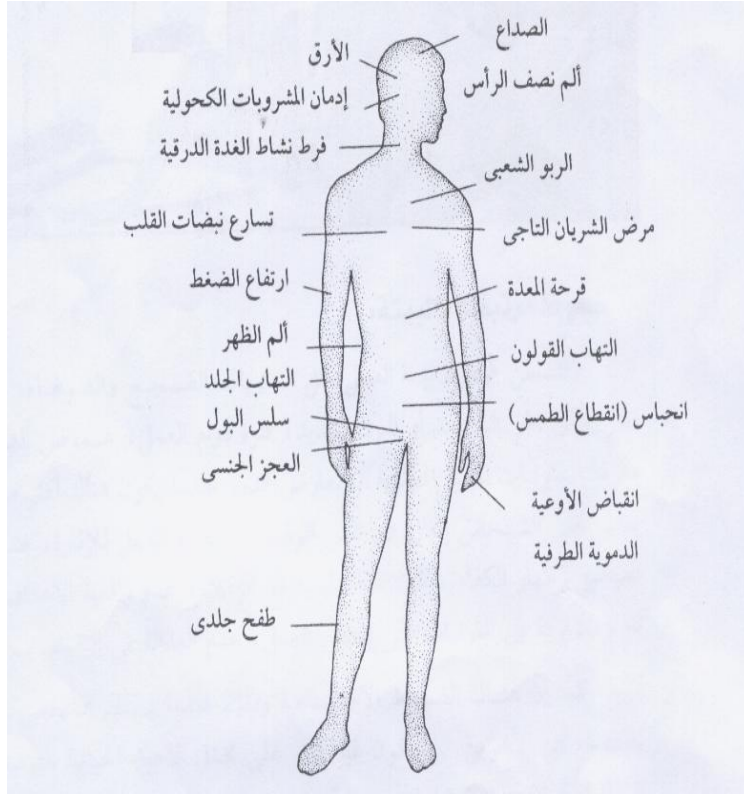 الصداع
ألم نصف الرأس
الأرق
إدمان المشروبات الكحولية
فرط نشاط الغدة الدرقية
الربو الشعبى
تسارع نبضات القلب
مرض الشريان التاجى
ارتفاع الضغط
قرحة المعدة
ألم الظهر
التهاب القولون
التهاب الجلد
انحباس (انقطاع الطمس)
سلس البول
العجز الجنسى
انقباض الأوعية
الدموية الطرفية
طفح جلدى